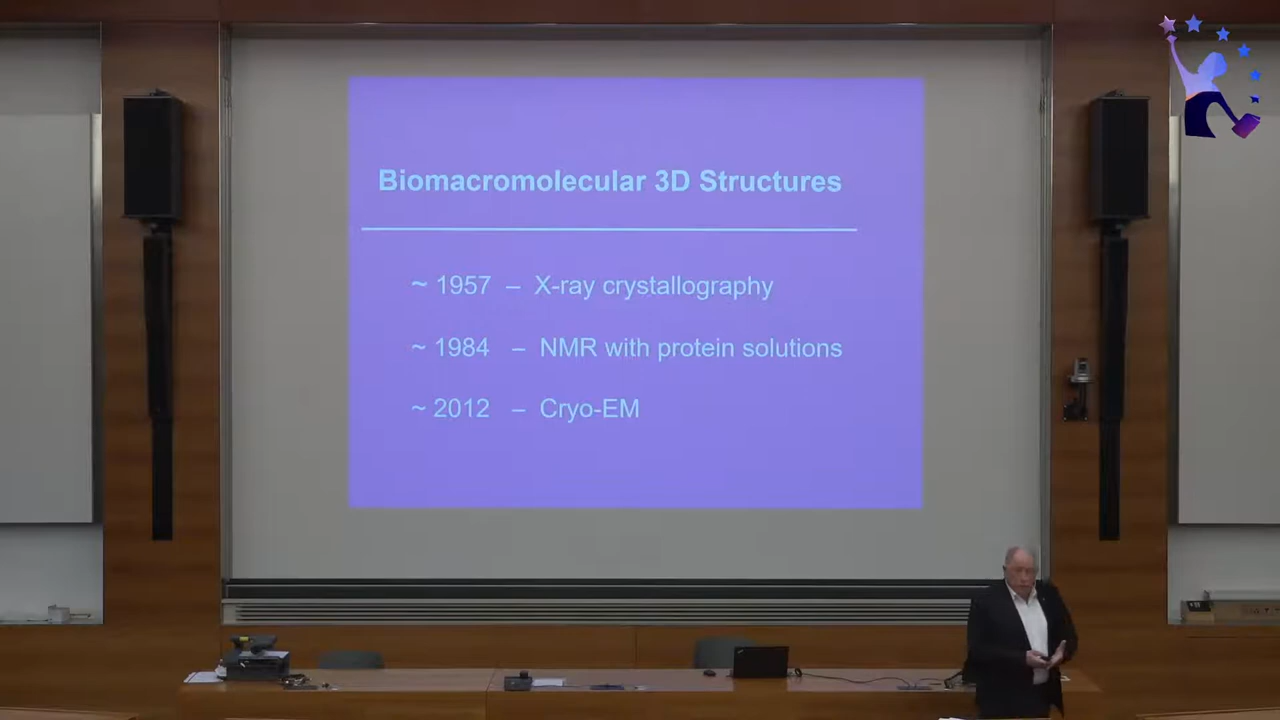 Biomacromolecular 3D Structures
~ 1957 – X-ray crystallography
~ 1984 – NMR with protein solutions
~ 2012 – Cryo-EM